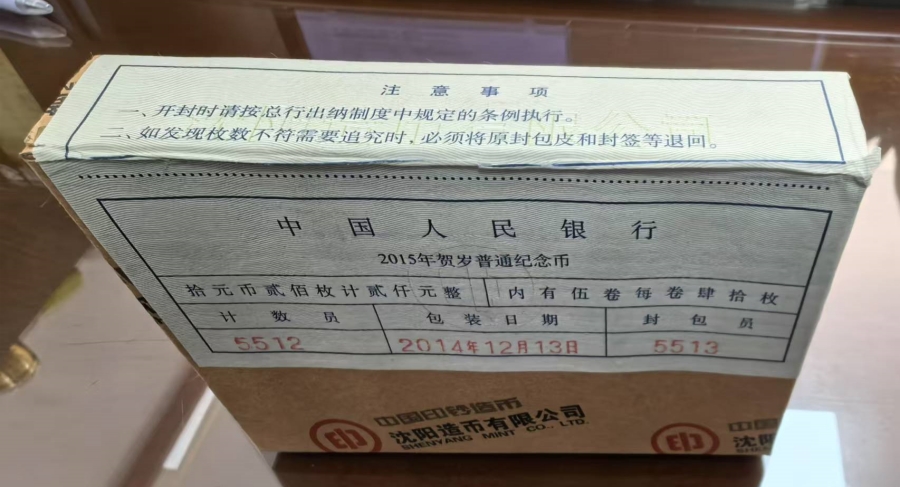 注意事项
一、开封时请按总行出纳制度中规定的条例执行。
二、如发现枚数不符需要追究时,必须将原封包皮和封签等退回。
中国人民银行
2015年贺岁普通纪念币
拾元币贰佰枚计贰仟元整 内有伍卷每卷肆拾枚
计数员 包装日期 封包员
5512 2014年12月13日 5513
中国印钞造币
沈阳造币有限公司
SHENYANG MINT CO., LTD.
中国
沈阳
SHEN